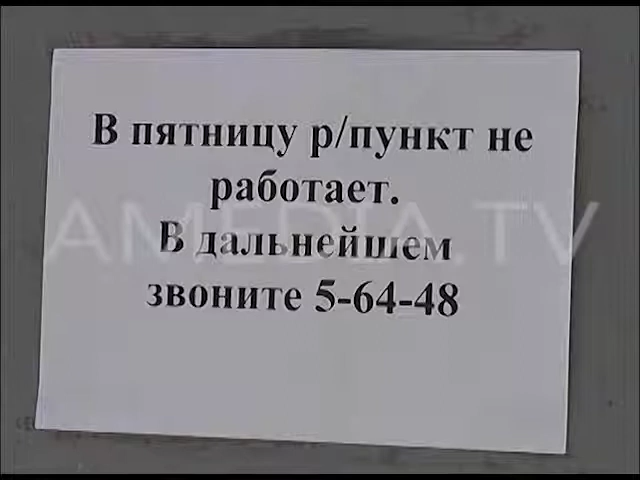 В пятницу р/пункт не
работает.
В дальнейшем
звоните 5-64-48
AMEDIA.TV